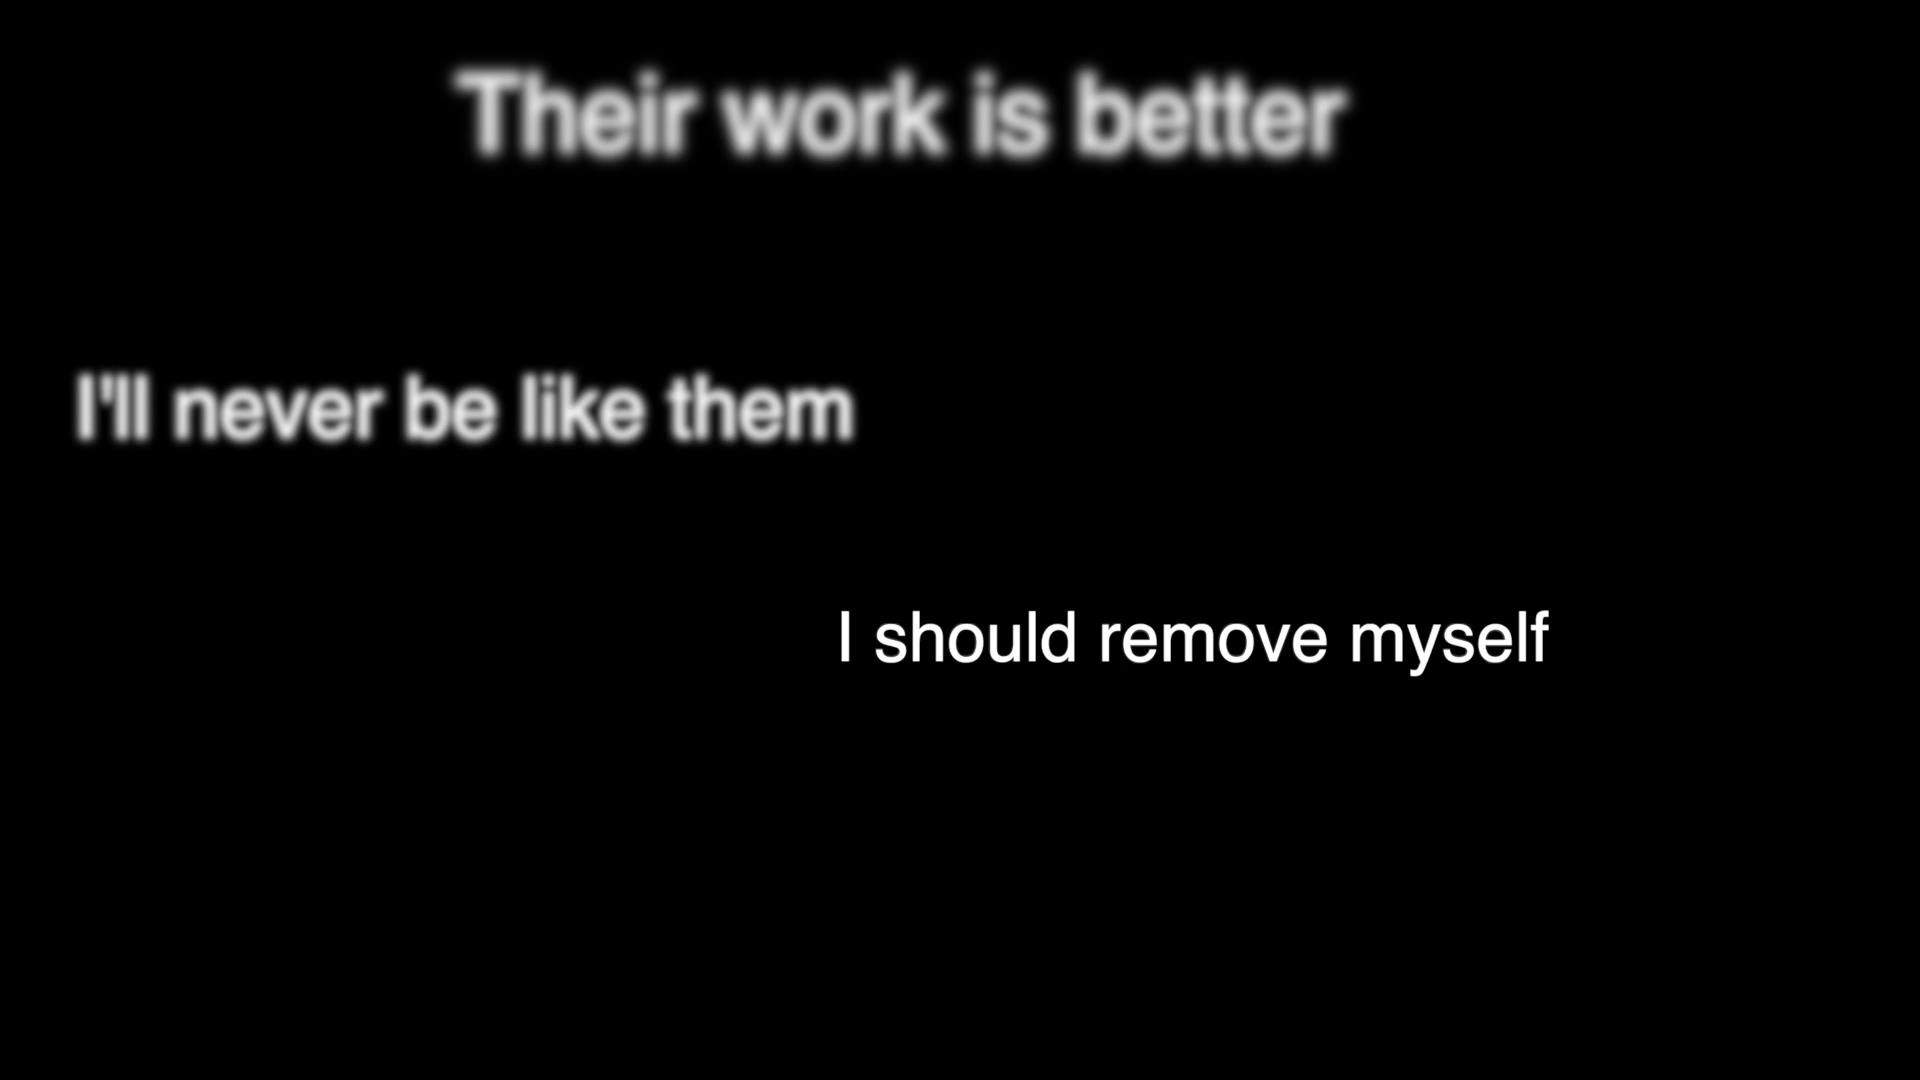 Their work is better
I'll never be like them
I should remove myself